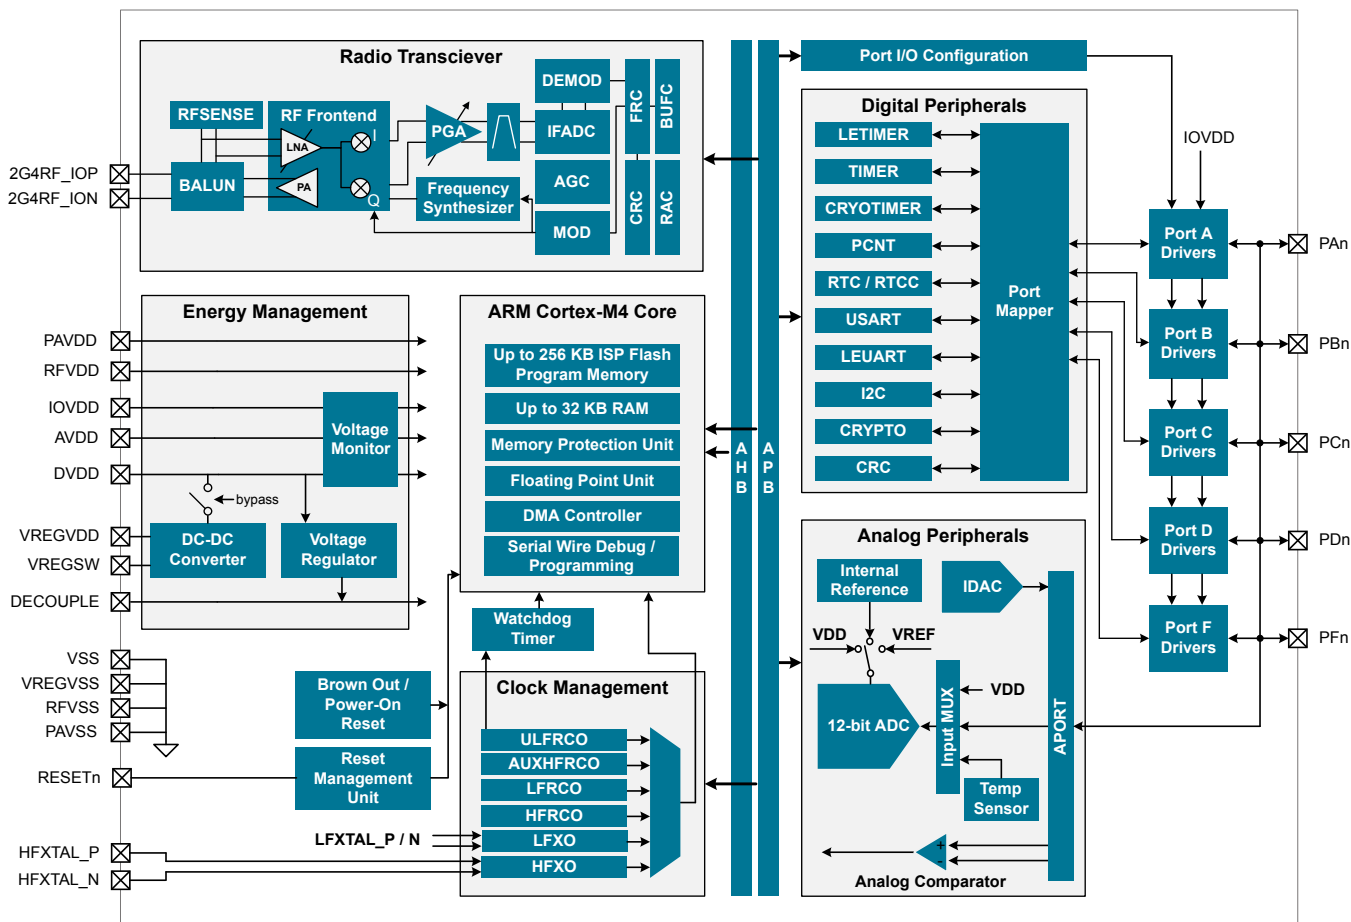 Radio Transciever
RFSENSE
RF Frontend
LNA
I
PA
Q
BALUN
PGA
Frequency
Synthesizer
DEMOD
IFADC
AGC
MOD
FRC
BUFC
CRC
RAC
2G4RF_IOP
2G4RF_ION
Energy Management
PAVDD
RFVDD
IOVDD
AVDD
DVDD
Voltage
Monitor
bypass
VREGVDD
VREGSW
DC-DC
Converter
Voltage
Regulator
DECOUPLE
VSS
VREGVSS
RFVSS
PAVSS
RESETn
Brown Out /
Power-On
Reset
Reset
Management
Unit
HFXTAL_P
HFXTAL_N
ARM Cortex-M4 Core
Up to 256 KB ISP Flash
Program Memory
Up to 32 KB RAM
Memory Protection Unit
Floating Point Unit
DMA Controller
Serial Wire Debug /
Programming
Watchdog
Timer
Clock Management
ULFRCO
AUXHFRCO
LFRCO
HFRCO
LFXO
HFXO
LFXTAL_P / N
A
H
B
A
P
B
Port I/O Configuration
Digital Peripherals
LETIMER
TIMER
CRYOTIMER
PCNT
RTC / RTCC
USART
LEUART
I2C
CRYPTO
CRC
Port
Mapper
IOVDD
Port A
Drivers
Port B
Drivers
Port C
Drivers
Port D
Drivers
Port F
Drivers
PAn
PBn
PCn
PDn
PFn
Analog Peripherals
Internal
Reference
IDAC
VDD
VREF
12-bit ADC
Input MUX
VDD
APORT
Temp
Sensor
+
-
Analog Comparator